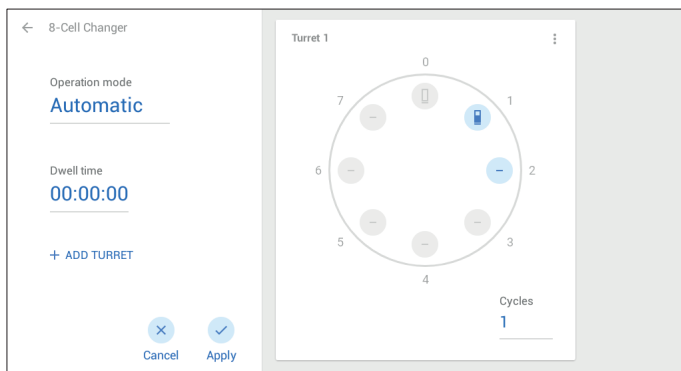 8-Cell Changer
Operation mode
Automatic
Dwell time
00:00:00
+ ADD TURRET
Cancel
Apply
Turret 1
0
1
2
3
4
5
6
7
Cycles
1